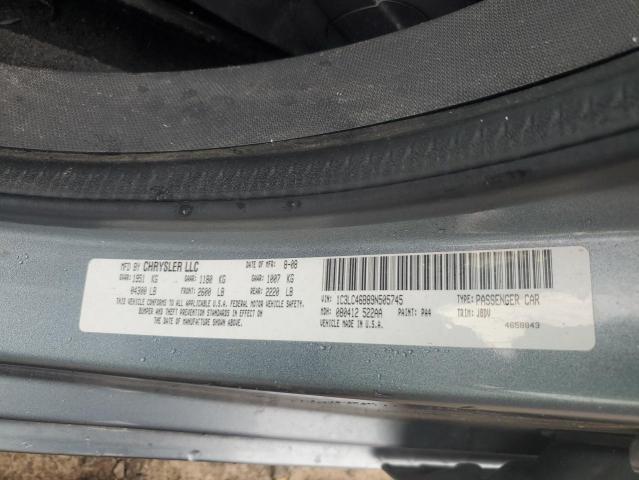 MFD BY CHRYSLER LLC DATE OF MFR: 8-08
GVWR: 1951 KG GAWR: 1180 KG GAWR: 1007 KG
04300 LB FRONT: 2600 LB REAR: 2220 LB
THIS VEHICLE CONFORMS TO ALL APPLICABLE U.S.A. FEDERAL MOTOR VEHICLE SAFETY,
BUMPER AND THEFT PREVENTION STANDARDS IN EFFECT ON
THE DATE OF MANUFACTURE SHOWN ABOVE.
VIN: 1C3LC46B89N505745 TYPE: PASSENGER CAR
MDH: 080412 522AA PAINT: PA4 TRIM: J8DV
VEHICLE MADE IN U.S.A. 4658043